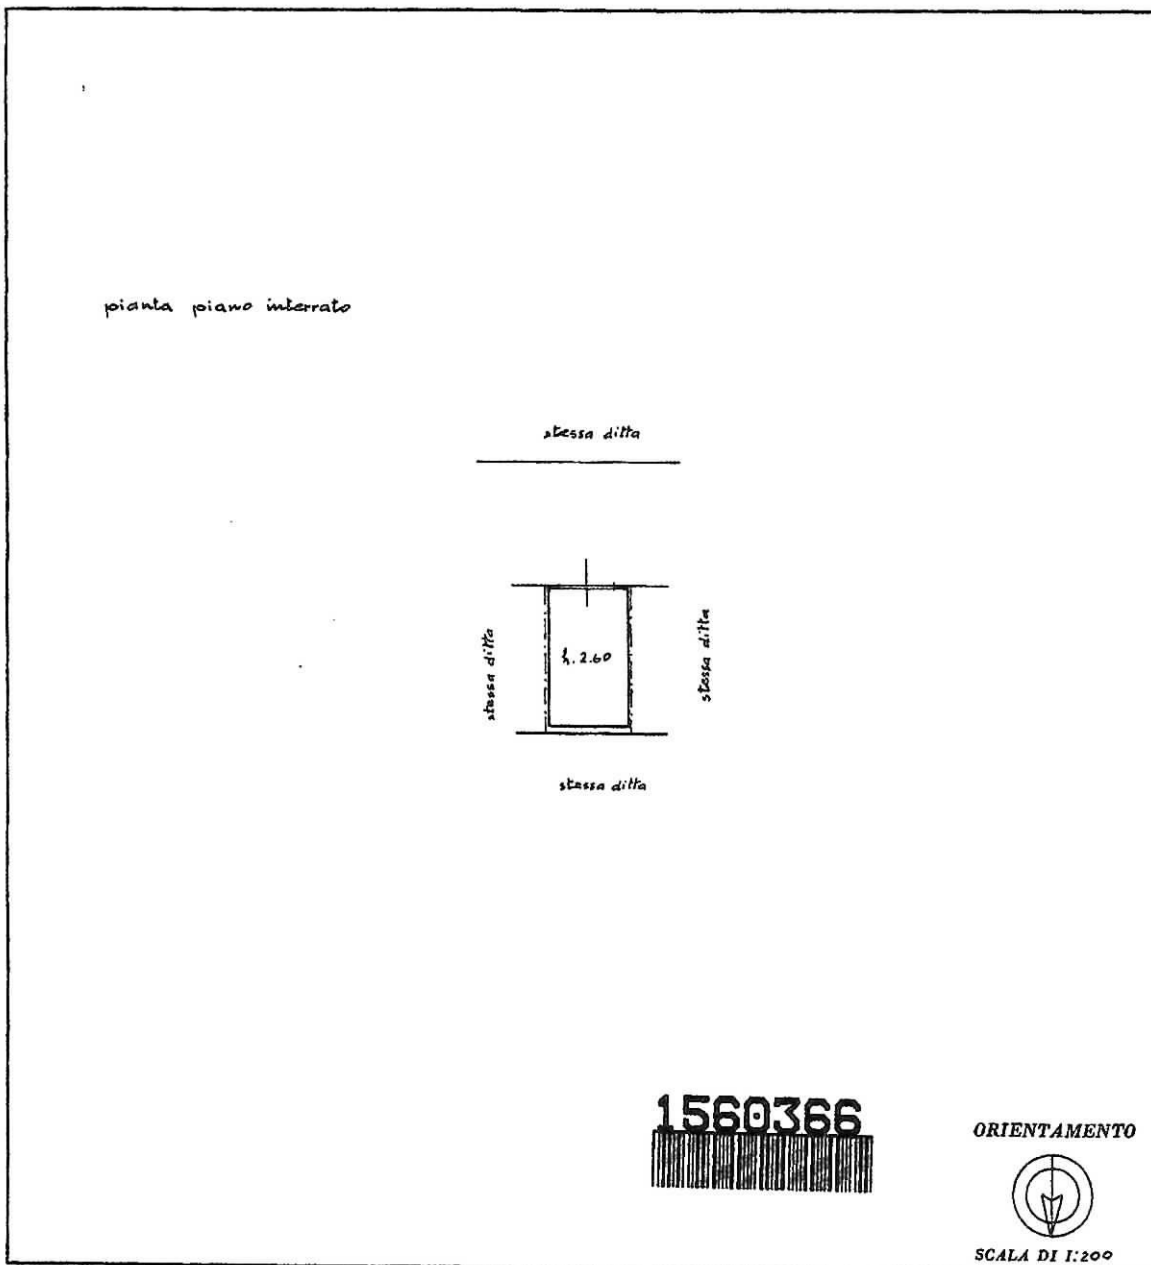 pianta piano interrato
stessa ditta
stessa ditta
h. 2.60
stessa ditta
stessa ditta
1560366
ORIENTAMENTO
SCALA DI 1:200